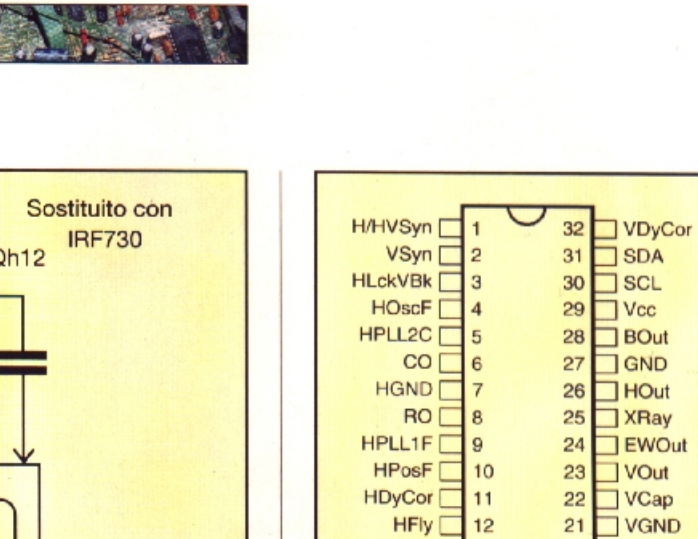 Sostituito con
IRF730
Qh12
H/HVSyn 1 32 VDyCor
VSyn 2 31 SDA
HLckVBk 3 30 SCL
HOscF 4 29 Vcc
HPLL2C 5 28 BOut
CO 6 27 GND
HGND 7 26 HOut
RO 8 25 XRay
HPLL1F 9 24 EWOut
HPosF 10 23 VOut
HDyCor 11 22 VCap
HFly 12 21 VGND